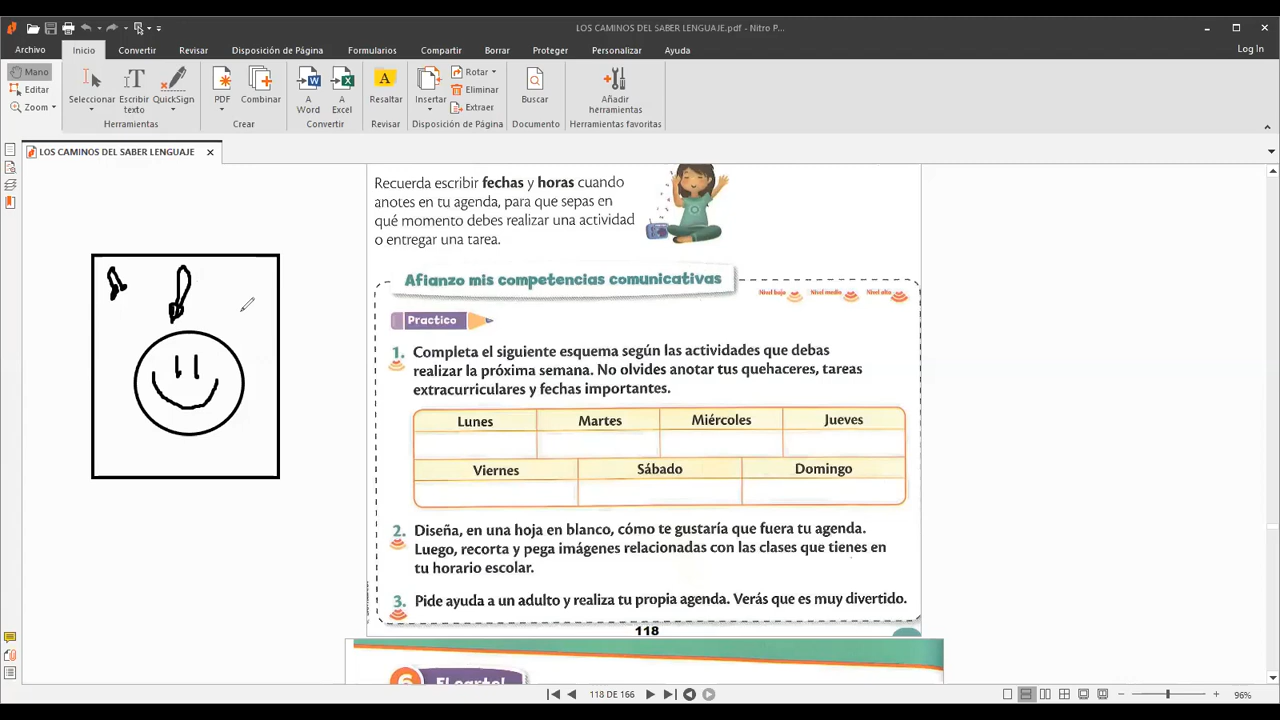 LOS CAMINOS DEL SABER LENGUAJE.pdf - Nitro P...
Archivo Inicio Convertir Revisar Disposición de Página Formularios Compartir Borrar Proteger Personalizar Ayuda Log In
Mano
Editar
Zoom
Seleccionar
Escribir texto
QuickSign
Herramientas
PDF
Combinar
Crear
A Word
A Excel
Convertir
Resaltar
Revisar
Insertar
Rotar
Eliminar
Extraer
Disposición de Página
Buscar
Documento
Añadir herramientas
Herramientas favoritas
LOS CAMINOS DEL SABER LENGUAJE
Recuerda escribir fechas y horas cuando
anotes en tu agenda, para que sepas en
qué momento debes realizar una actividad
o entregar una tarea.
Afianzo mis competencias comunicativas
Nivel bajo Nivel medio Nivel alto
Practico
1. Completa el siguiente esquema según las actividades que debas
realizar la próxima semana. No olvides anotar tus quehaceres, tareas
extracurriculares y fechas importantes.
Lunes Martes Miércoles Jueves
Viernes Sábado Domingo
2. Diseña, en una hoja en blanco, cómo te gustaría que fuera tu agenda.
Luego, recorta y pega imágenes relacionadas con las clases que tienes en
tu horario escolar.
3. Pide ayuda a un adulto y realiza tu propia agenda. Verás que es muy divertido.
118
6 El cartel
118 DE 166
96%